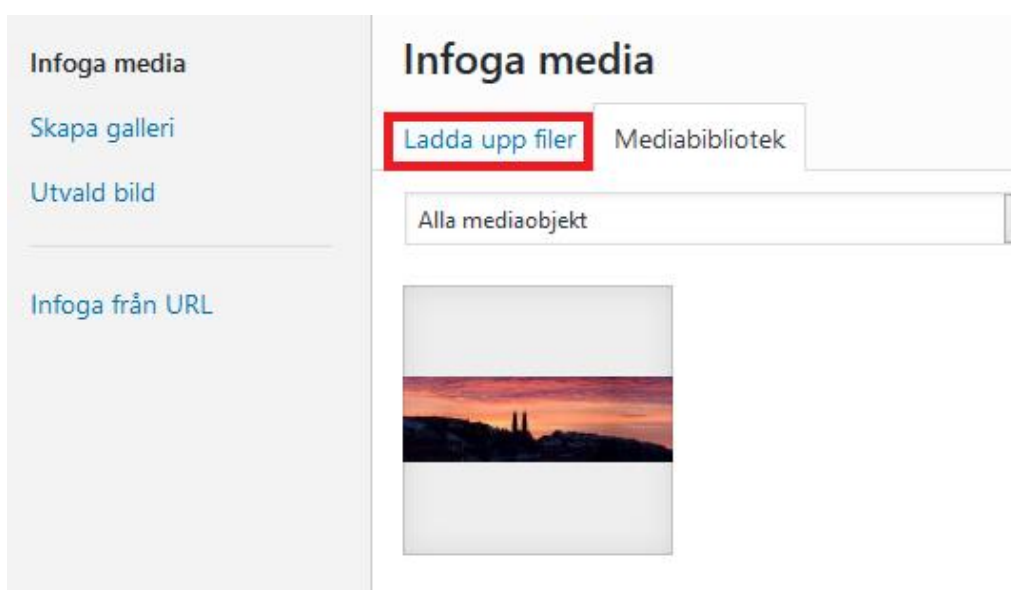 Infoga media
Skapa galleri
Utvald bild
Infoga från URL
Infoga media
Ladda upp filer
Mediabibliotek
Alla mediaobjekt